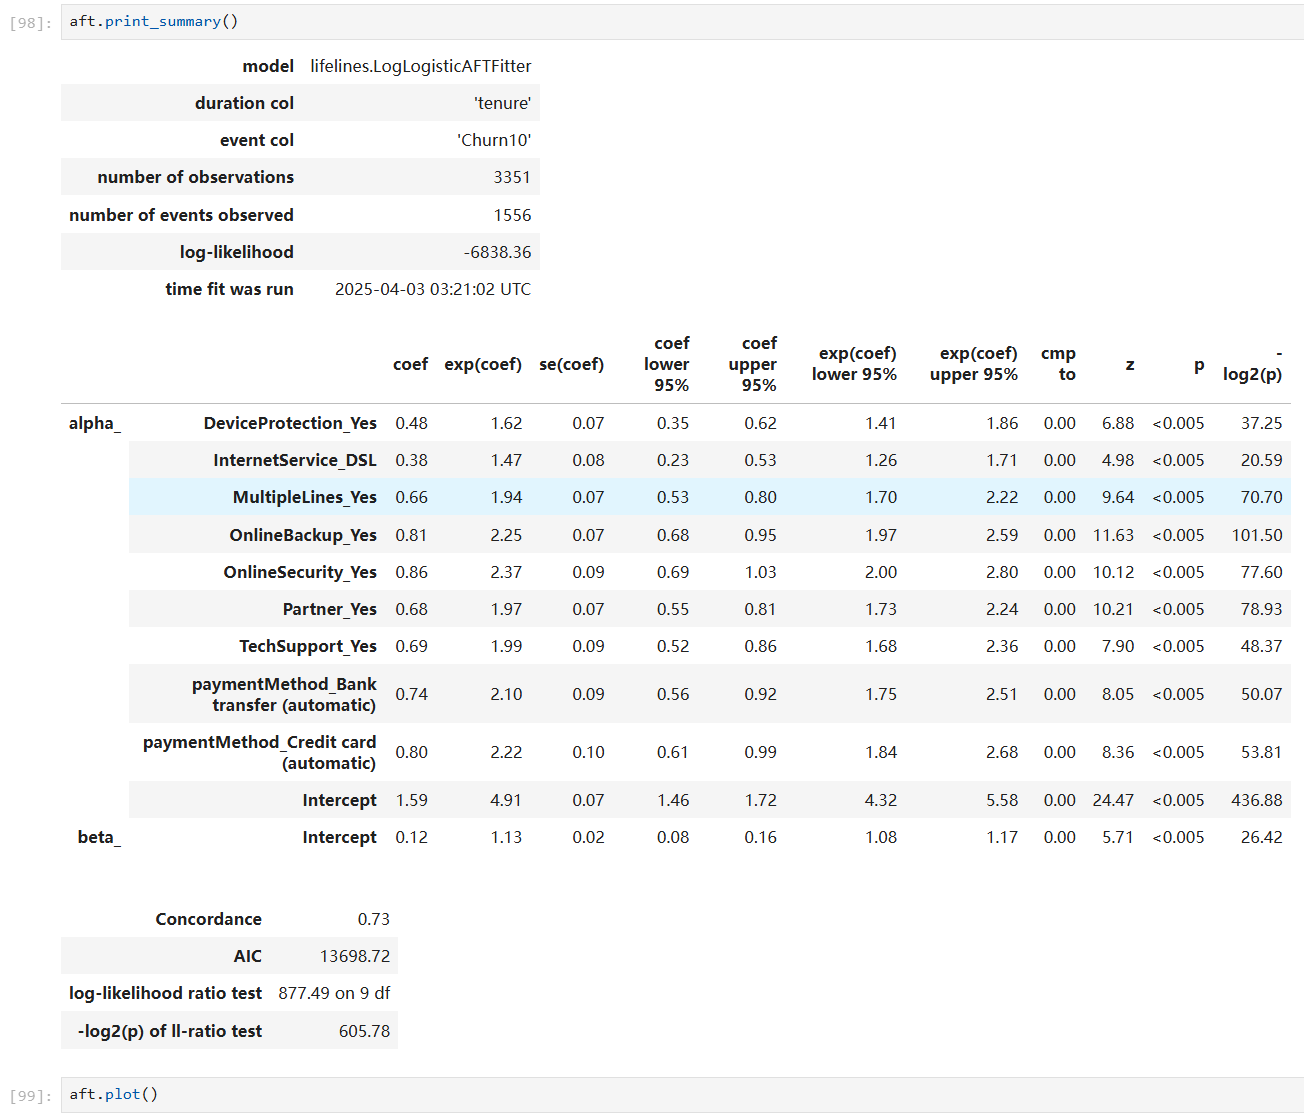 [98]: aft.print_summary()
model lifelines.LogLogisticAFTFitter
duration col 'tenure'
event col 'Churn10'
number of observations 3351
number of events observed 1556
log-likelihood -6838.36
time fit was run 2025-04-03 03:21:02 UTC
coef exp(coef) se(coef) coef lower 95% coef upper 95% exp(coef) lower 95% exp(coef) upper 95% cmp to z p -log2(p)
alpha_ DeviceProtection_Yes 0.48 1.62 0.07 0.35 0.62 1.41 1.86 0.00 6.88 <0.005 37.25
InternetService_DSL 0.38 1.47 0.08 0.23 0.53 1.26 1.71 0.00 4.98 <0.005 20.59
MultipleLines_Yes 0.66 1.94 0.07 0.53 0.80 1.70 2.22 0.00 9.64 <0.005 70.70
OnlineBackup_Yes 0.81 2.25 0.07 0.68 0.95 1.97 2.59 0.00 11.63 <0.005 101.50
OnlineSecurity_Yes 0.86 2.37 0.09 0.69 1.03 2.00 2.80 0.00 10.12 <0.005 77.60
Partner_Yes 0.68 1.97 0.07 0.55 0.81 1.73 2.24 0.00 10.21 <0.005 78.93
TechSupport_Yes 0.69 1.99 0.09 0.52 0.86 1.68 2.36 0.00 7.90 <0.005 48.37
paymentMethod_Bank transfer (automatic) 0.74 2.10 0.09 0.56 0.92 1.75 2.51 0.00 8.05 <0.005 50.07
paymentMethod_Credit card (automatic) 0.80 2.22 0.10 0.61 0.99 1.84 2.68 0.00 8.36 <0.005 53.81
Intercept 1.59 4.91 0.07 1.46 1.72 4.32 5.58 0.00 24.47 <0.005 436.88
beta_ Intercept 0.12 1.13 0.02 0.08 0.16 1.08 1.17 0.00 5.71 <0.005 26.42
Concordance 0.73
AIC 13698.72
log-likelihood ratio test 877.49 on 9 df
-log2(p) of ll-ratio test 605.78
[99]: aft.plot()